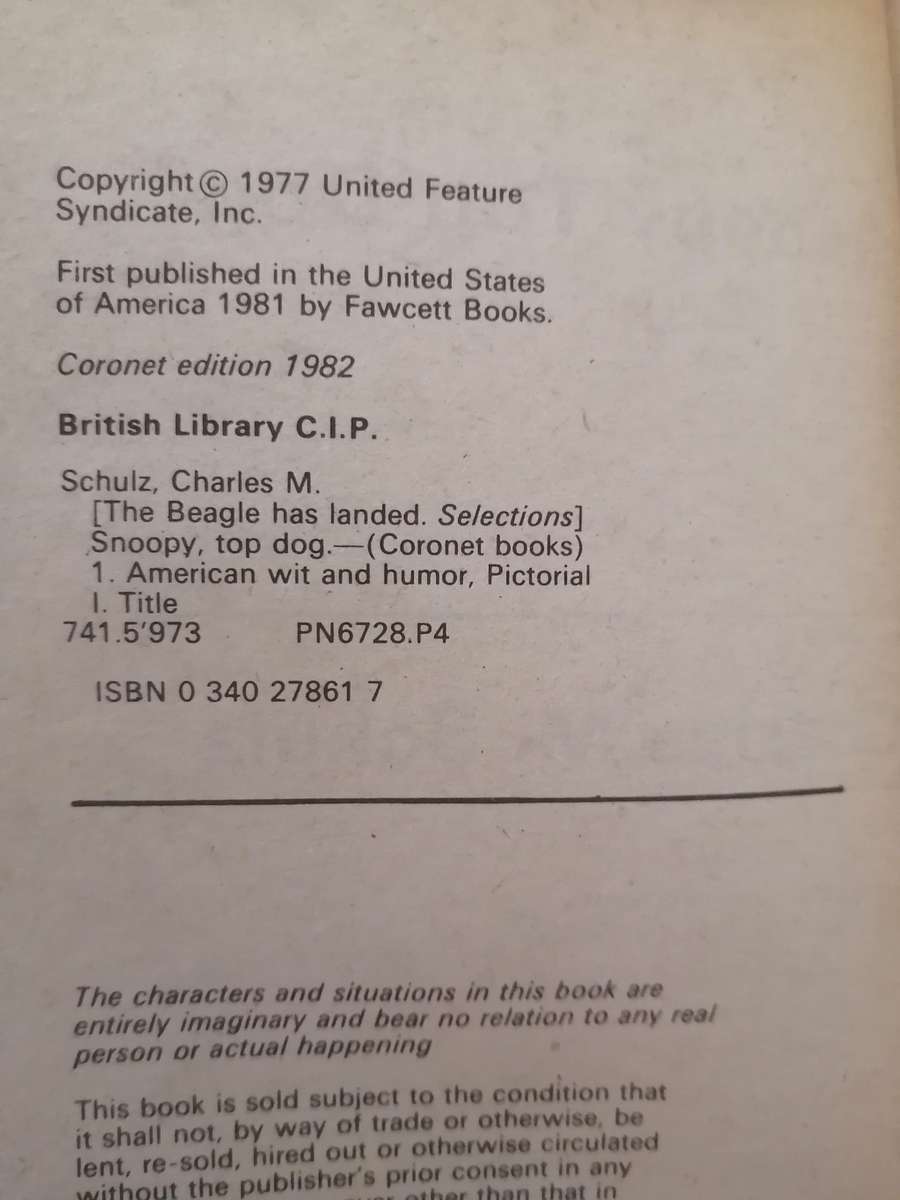 Copyright © 1977 United Feature
Syndicate, Inc.
First published in the United States
of America 1981 by Fawcett Books.
Coronet edition 1982
British Library C.I.P.
Schulz, Charles M.
[The Beagle has landed. Selections]
Snoopy, top dog.—(Coronet books)
1. American wit and humor, Pictorial
I. Title
741.5'973 PN6728.P4
ISBN 0 340 27861 7
The characters and situations in this book are
entirely imaginary and bear no relation to any real
person or actual happening
This book is sold subject to the condition that
it shall not, by way of trade or otherwise, be
lent, re-sold, hired out or otherwise circulated
without the publisher's prior consent in any
other than that in